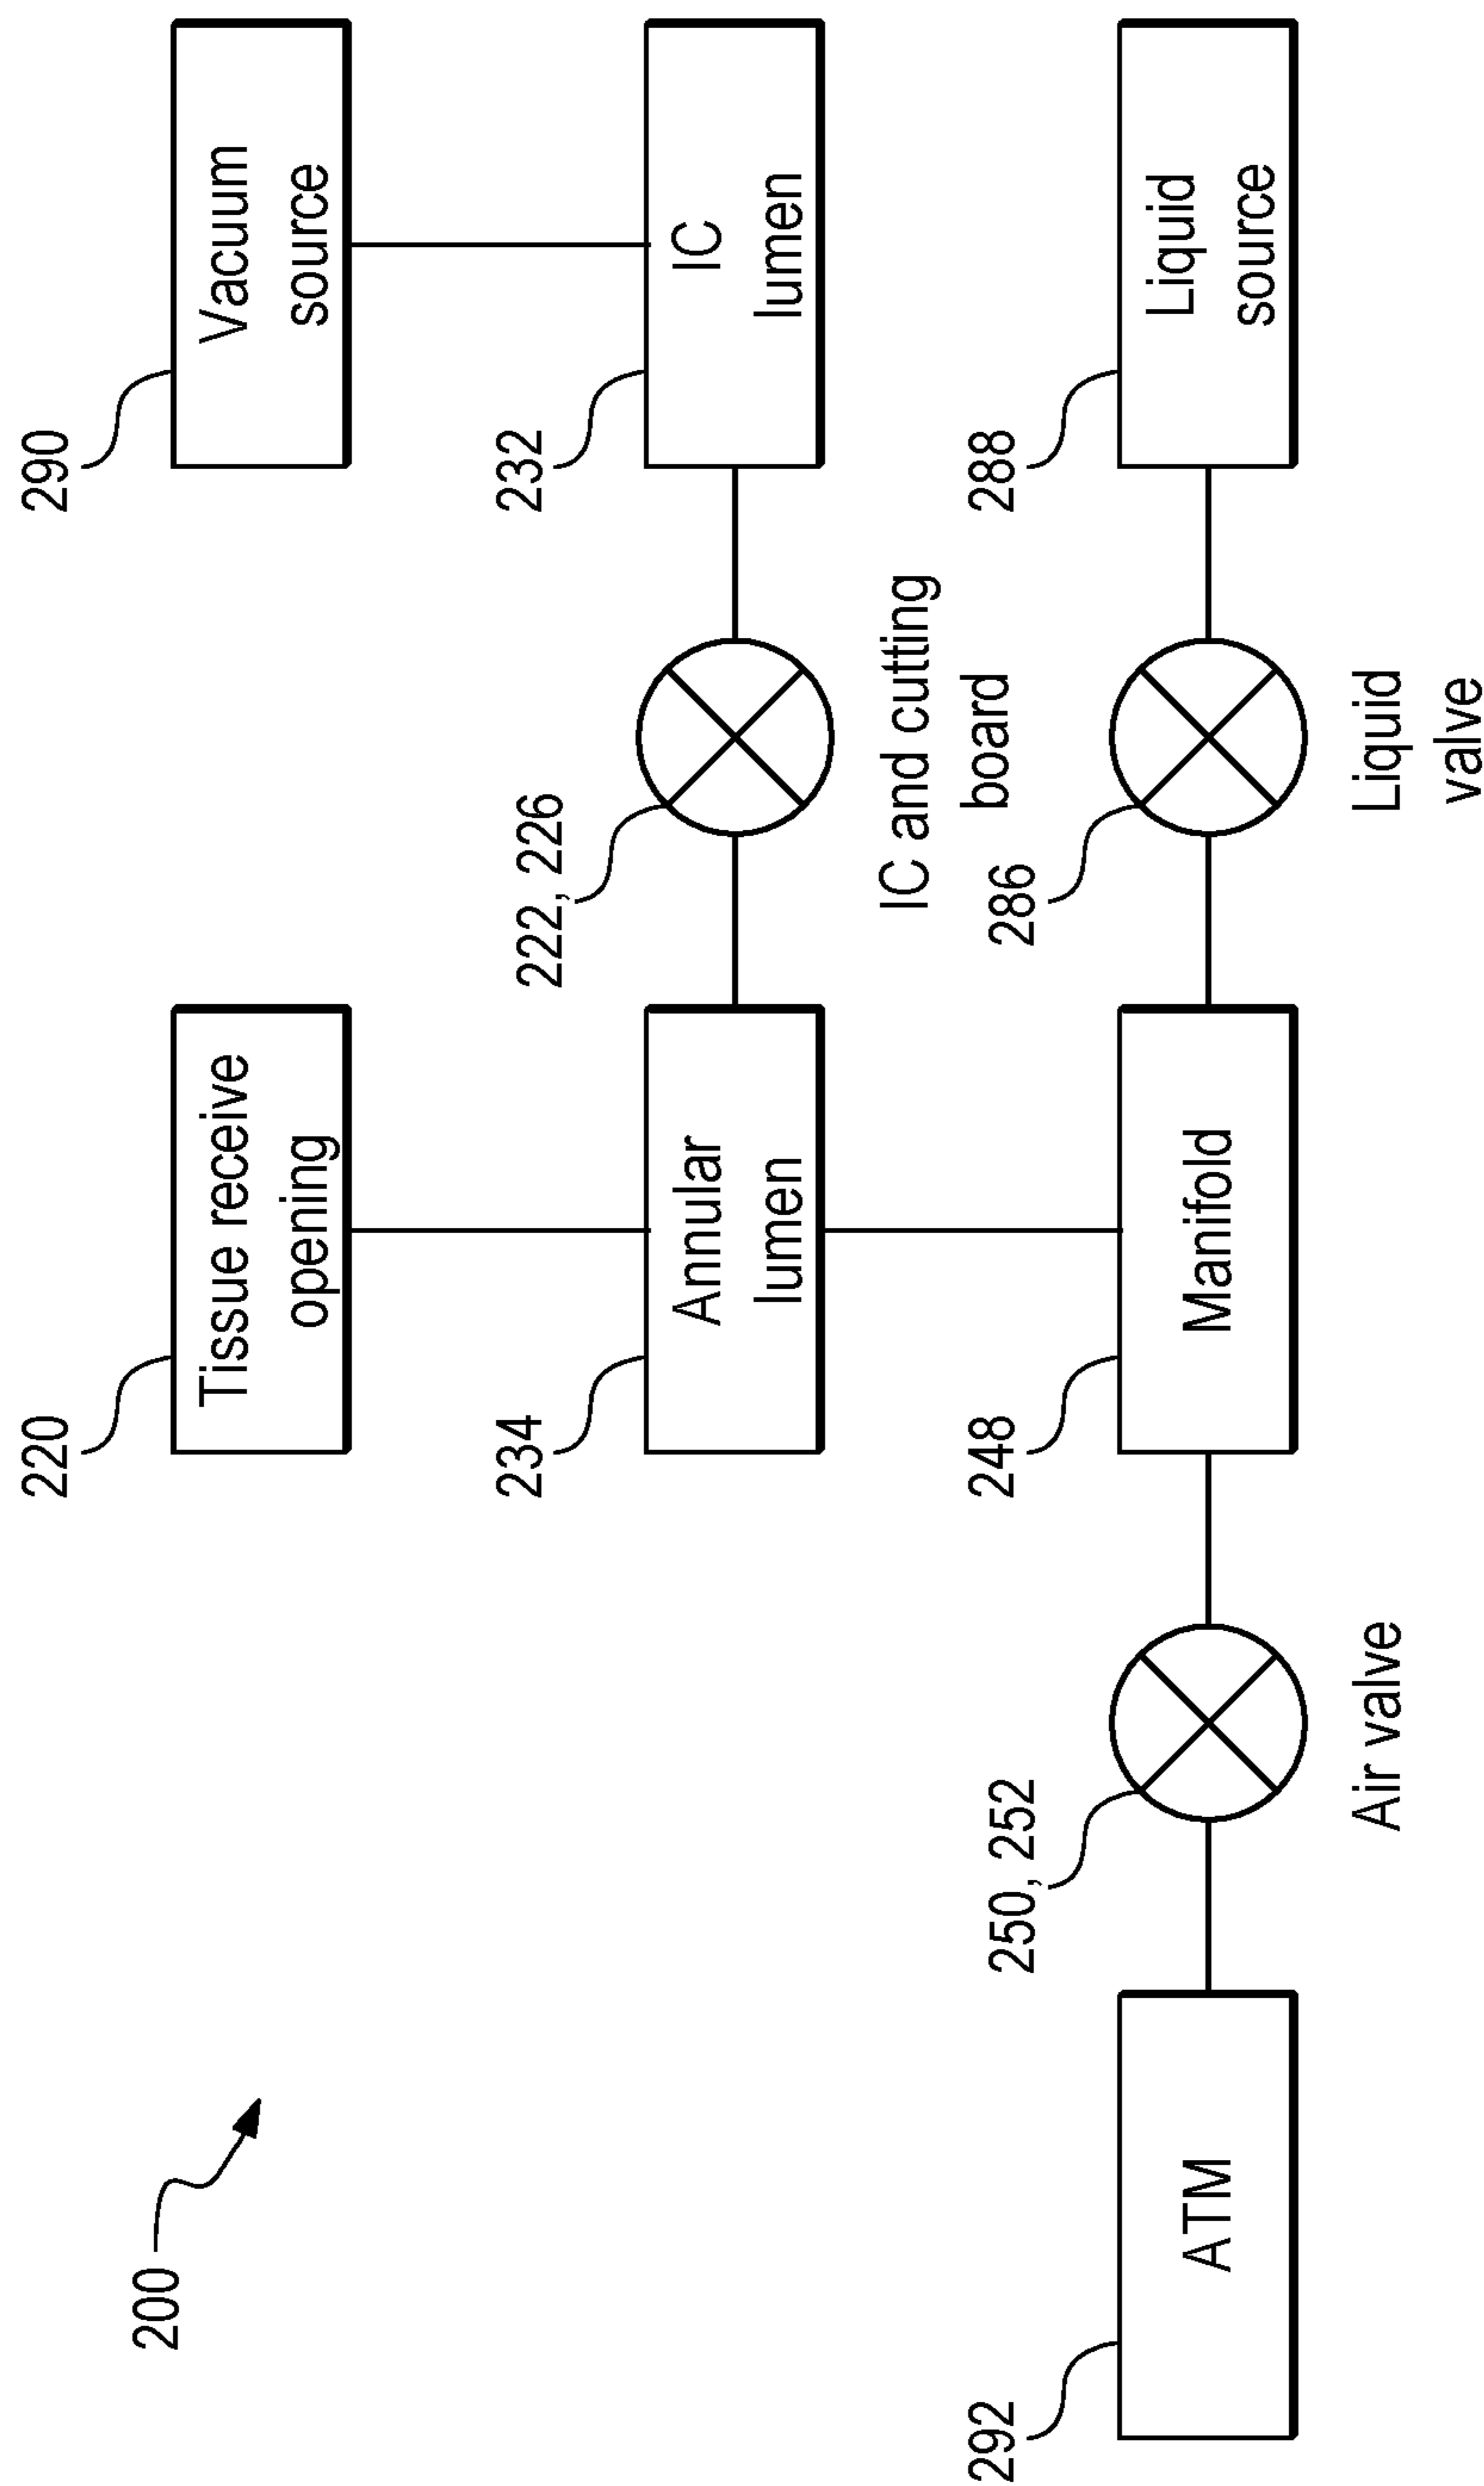 200
220
Tissue receive
opening
290
Vacuum
source
234
Annular
lumen
222, 226
IC and cutting
board
232
IC
lumen
292
ATM
250, 252
Air valve
248
Manifold
286
Liquid
valve
288
Liquid
source